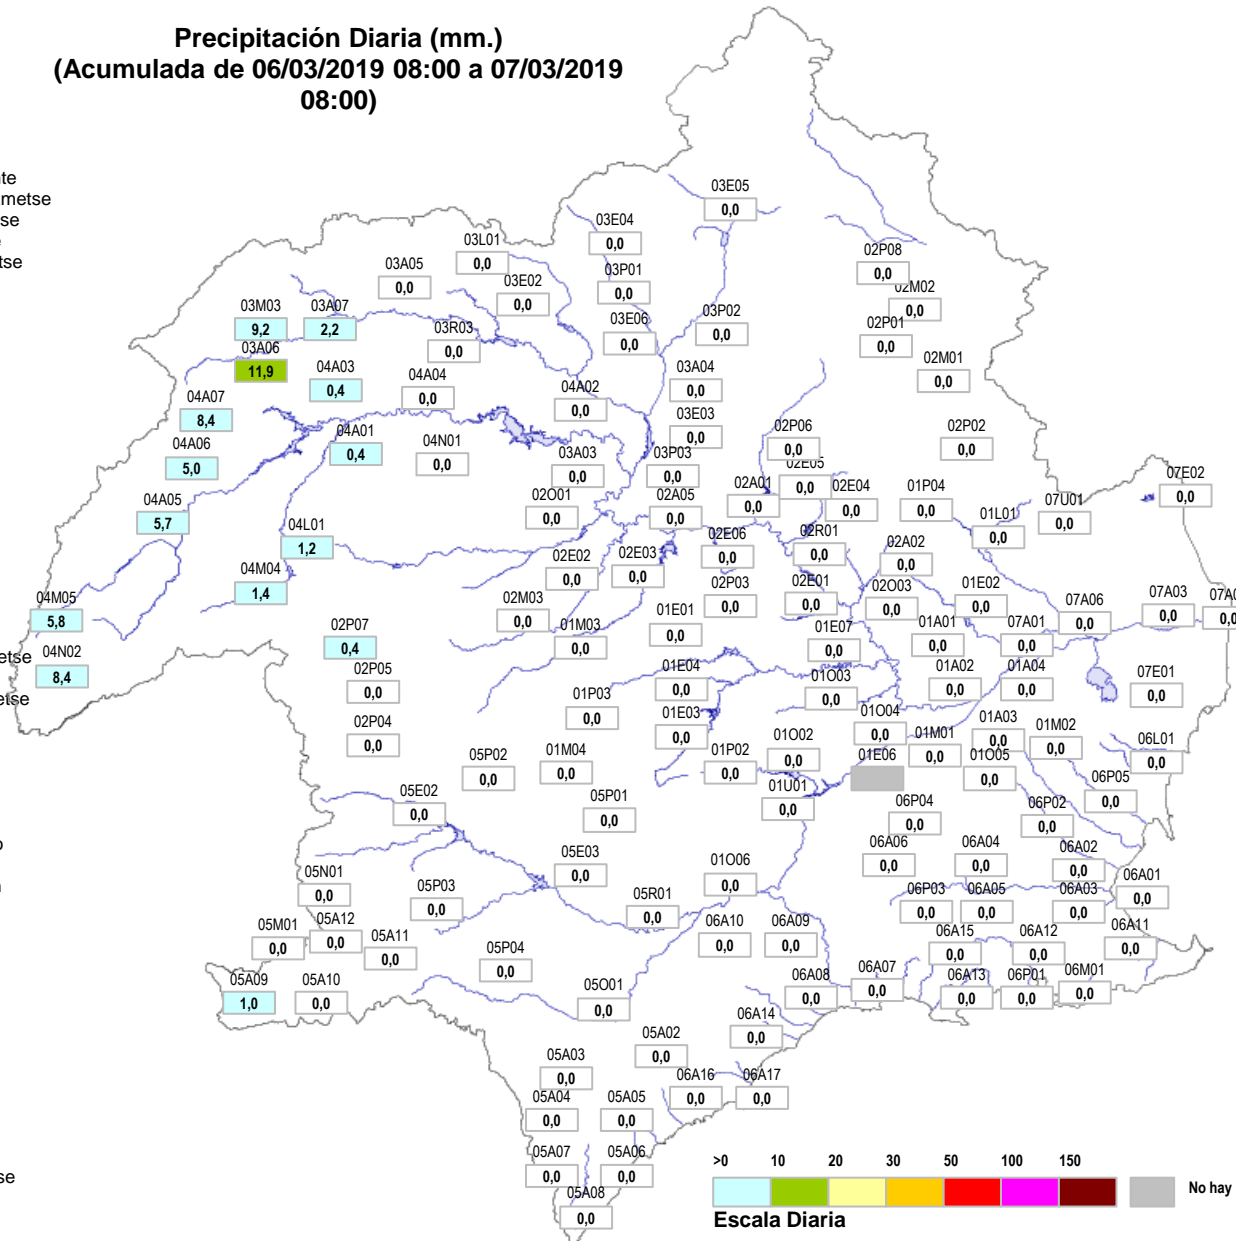 Precipitación Diaria (mm.)
(Acumulada de 06/03/2019 08:00 a 07/03/2019
08:00)
03E05
0,0
03E04
0,0
03L01
0,0
02P08
0,0
03A05
0,0
03P01
0,0
03E02
0,0
02M02
0,0
03M03
9,2
03A07
2,2
03P02
0,0
03E06
0,0
03R03
0,0
02P01
0,0
03A06
11,9
02M01
0,0
04A03
0,4
04A04
0,0
03A04
0,0
04A02
0,0
04A07
8,4
03E03
0,0
02P06
0,0
02P02
0,0
04A01
0,4
04A06
5,0
04N01
0,0
03A03
0,0
03P03
0,0
02E05
0,0
07E02
0,0
02A01
0,0
02E04
0,0
01P04
0,0
04A05
5,7
02O01
0,0
02A05
0,0
07U01
0,0
01L01
0,0
04L01
1,2
02E06
0,0
02R01
0,0
02A02
0,0
02E02
0,0
02E03
0,0
04M04
1,4
02P03
0,0
02E01
0,0
02O03
0,0
01E02
0,0
04M05
5,8
02M03
0,0
01E01
0,0
07A06
0,0
07A03
0,0
07A0
0,0
02P07
0,4
01M03
0,0
01E07
0,0
01A01
0,0
07A01
0,0
04N02
8,4
02P05
0,0
01E04
0,0
01O03
0,0
01A02
0,0
01A04
0,0
07E01
0,0
01P03
0,0
01E03
0,0
01O04
0,0
02P04
0,0
01A03
0,0
01M02
0,0
01M01
0,0
06L01
0,0
05P02
0,0
01M04
0,0
01P02
0,0
01O02
0,0
01E06
01O05
0,0
06P05
0,0
05E02
0,0
05P01
0,0
01U01
0,0
06P04
0,0
06P02
0,0
05E03
0,0
06A06
0,0
06A04
0,0
06A02
0,0
05N01
0,0
05P03
0,0
01O06
0,0
06A01
0,0
06P03
0,0
06A05
0,0
06A03
0,0
05R01
0,0
05M01
0,0
05A12
0,0
05A11
0,0
06A10
0,0
06A09
0,0
06A15
0,0
06A12
0,0
06A11
0,0
05P04
0,0
05A09
1,0
05A10
0,0
05O01
0,0
06A08
0,0
06A07
0,0
06A13
0,0
06P01
0,0
06M01
0,0
06A14
0,0
05A02
0,0
05A03
0,0
06A16
0,0
06A17
0,0
05A04
0,0
05A05
0,0
05A07
0,0
05A06
0,0
05A08
0,0
>0 10 20 30 50 100 150
No hay
Escala Diaria